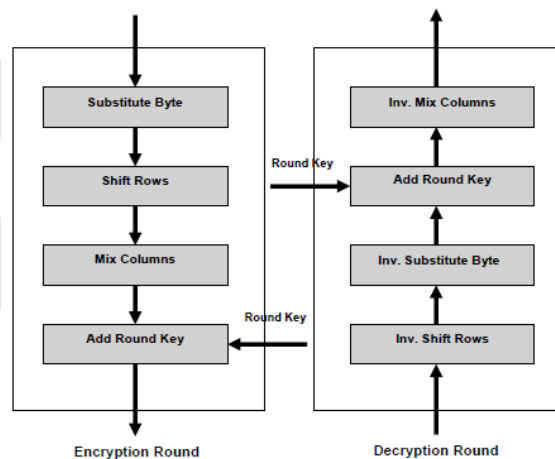 Substitute Byte
Shift Rows
Mix Columns
Add Round Key
Encryption Round
Round Key
Round Key
Inv. Mix Columns
Add Round Key
Inv. Substitute Byte
Inv. Shift Rows
Decryption Round